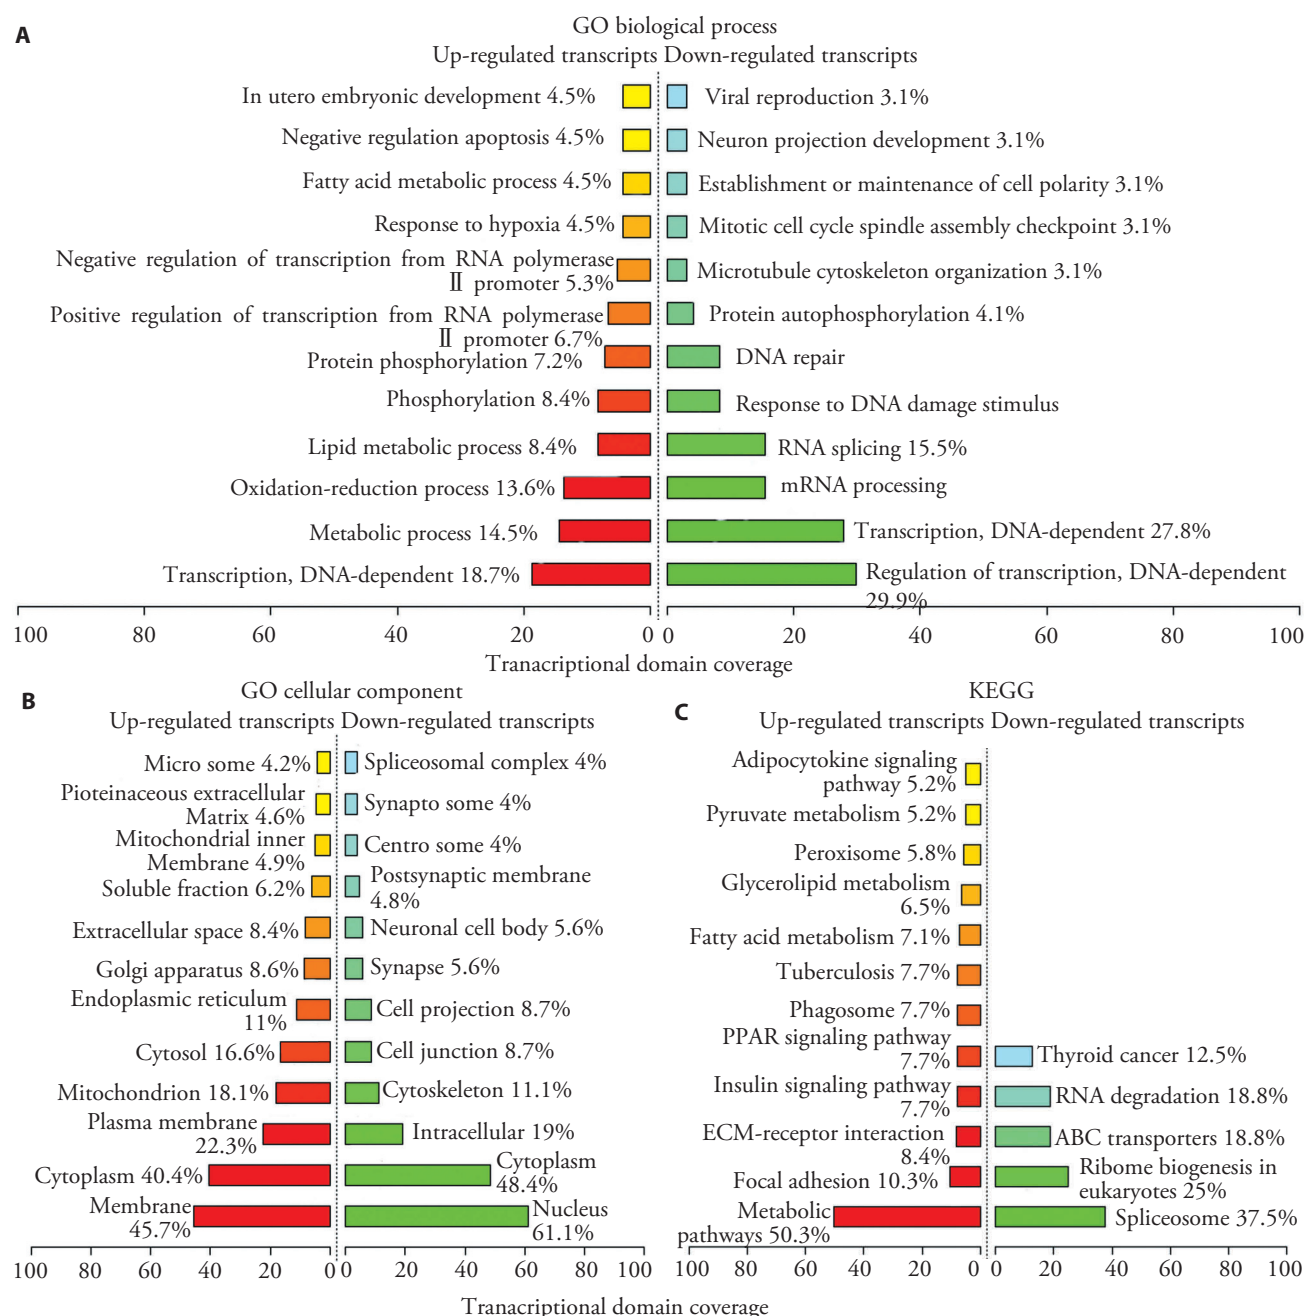 A
GO biological process
Up-regulated transcripts Down-regulated transcripts
In utero embryonic development 4.5%
Viral reproduction 3.1%
Negative regulation apoptosis 4.5%
Neuron projection development 3.1%
Fatty acid metabolic process 4.5%
Establishment or maintenance of cell polarity 3.1%
Response to hypoxia 4.5%
Mitotic cell cycle spindle assembly checkpoint 3.1%
Negative regulation of transcription from RNA polymerase
Ⅱ promoter 5.3%
Microtubule cytoskeleton organization 3.1%
Positive regulation of transcription from RNA polymerase
Ⅱ promoter 6.7%
Protein autophosphorylation 4.1%
Protein phosphorylation 7.2%
DNA repair
Phosphorylation 8.4%
Response to DNA damage stimulus
Lipid metabolic process 8.4%
RNA splicing 15.5%
Oxidation-reduction process 13.6%
mRNA processing
Metabolic process 14.5%
Transcription, DNA-dependent 27.8%
Transcription, DNA-dependent 18.7%
Regulation of transcription, DNA-dependent
29.9%
100 80 60 40 20 0 0 20 40 60 80 100
Tranacriptional domain coverage
B
GO cellular component
Up-regulated transcripts Down-regulated transcripts
Micro some 4.2%
Spliceosomal complex 4%
Pioteinaceous extracellular
Matrix 4.6%
Synapto some 4%
Mitochondrial inner
Membrane 4.9%
Centro some 4%
Soluble fraction 6.2%
Postsynaptic membrane
4.8%
Extracellular space 8.4%
Neuronal cell body 5.6%
Golgi apparatus 8.6%
Synapse 5.6%
Endoplasmic reticulum
11%
Cell projection 8.7%
Cytosol 16.6%
Cell junction 8.7%
Mitochondrion 18.1%
Cytoskeleton 11.1%
Plasma membrane
22.3%
Intracellular 19%
Cytoplasm 40.4%
Cytoplasm
48.4%
Membrane
45.7%
Nucleus
61.1%
100 80 60 40 20 0 0 20 40 60 80 100
C
KEGG
Up-regulated transcripts Down-regulated transcripts
Adipocytokine signaling
pathway 5.2%
Pyruvate metabolism 5.2%
Peroxisome 5.8%
Glycerolipid metabolism
6.5%
Fatty acid metabolism 7.1%
Tuberculosis 7.7%
Phagosome 7.7%
PPAR signaling pathway
7.7%
Thyroid cancer 12.5%
Insulin signaling pathway
7.7%
RNA degradation 18.8%
ECM-receptor interaction
8.4%
ABC transporters 18.8%
Focal adhesion 10.3%
Ribome biogenesis in
eukaryotes 25%
Metabolic
pathways 50.3%
Spliceosome 37.5%
100 80 60 40 20 0 0 20 40 60 80 100
Tranacriptional domain coverage